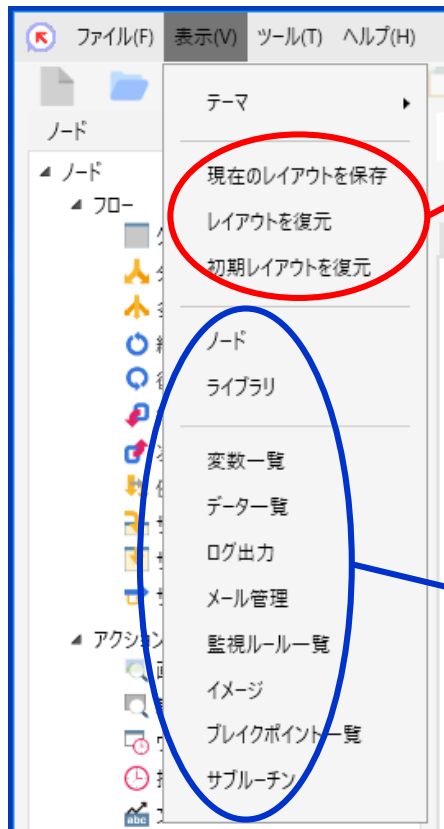 ファイル(F) 表示(V) ツール(T) ヘルプ(H)
テーマ
現在のレイアウトを保存
レイアウトを復元
初期レイアウトを復元
ノード
ライブラリ
変数一覧
データ一覧
ログ出力
メール管理
監視ルール一覧
イメージ
ブレイクポイント一覧
サブルーチン
ノード
ノード
フロー
アクション
abc